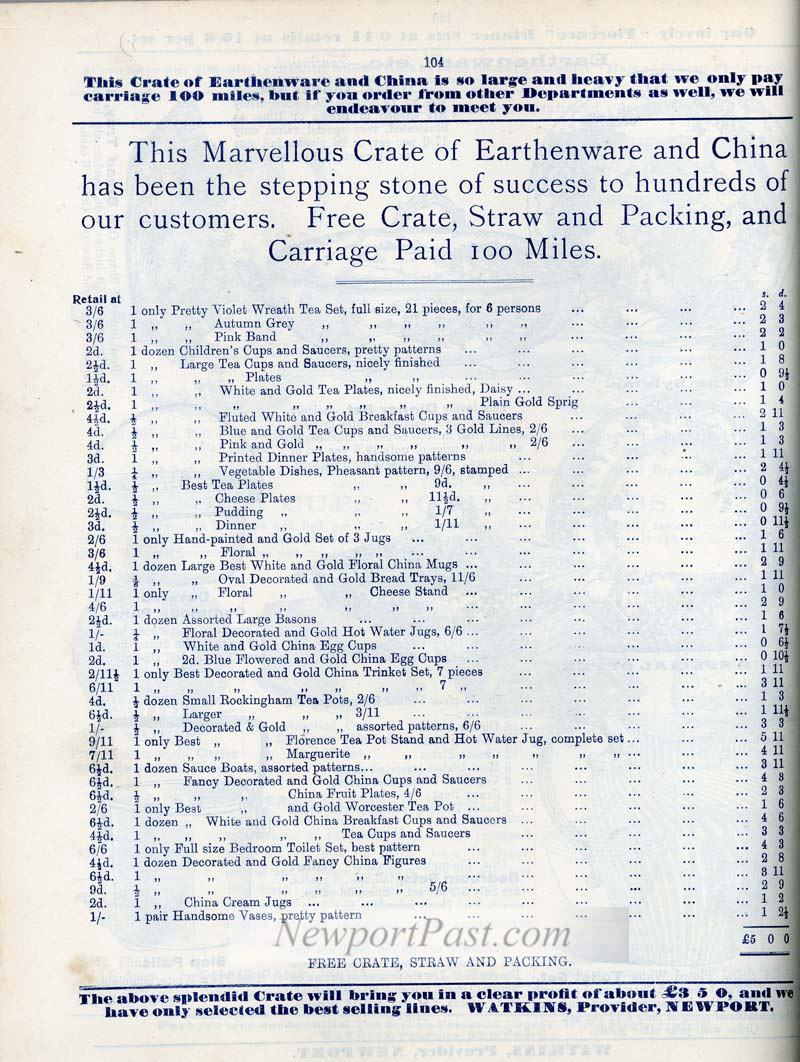 104
This Crate of Earthenware and China is so large and heavy that we only pay
carriage 100 miles, but if you order from other Departments as well, we will
endeavour to meet you.
This Marvellous Crate of Earthenware and China
has been the stepping stone of success to hundreds of
our customers. Free Crate, Straw and Packing, and
Carriage Paid 100 Miles.
Retail at s. d.
3/6 1 only Pretty Violet Wreath Tea Set, full size, 21 pieces, for 6 persons ... ... ... ... 2 4
3/6 1 ,, ,, Autumn Grey ,, ,, ,, ,, ,, ,, ... ... ... ... 2 3
3/6 1 ,, ,, Pink Band ,, ,, ,, ,, ,, ,, ... ... ... ... 2 2
2d. 1 dozen Children's Cups and Saucers, pretty patterns ... ... ... ... ... ... 1 0
2½d. 1 ,, Large Tea Cups and Saucers, nicely finished ... ... ... ... ... ... 1 8
1½d. 1 ,, ,, ,, Plates ,, ,, ... ... ... ... ... 0 9½
2d. 1 ,, ,, White and Gold Tea Plates, nicely finished, Daisy ... ... ... ... ... 1 0
2½d. 1 ,, ,, ,, ,, ,, ,, ,, ,, Plain Gold Sprig ... ... ... 1 4
4½d. ½ ,, ,, Fluted White and Gold Breakfast Cups and Saucers ... ... ... ... 2 11
4d. ½ ,, ,, Blue and Gold Tea Cups and Saucers, 3 Gold Lines, 2/6 ... ... ... ... 1 3
4d. ½ ,, ,, Pink and Gold ,, ,, ,, ,, ,, 2/6 ... ... ... ... 1 3
3d. 1 ,, ,, Printed Dinner Plates, handsome patterns ... ... ... ... ... 1 11
1/3 ¼ ,, ,, Vegetable Dishes, Pheasant pattern, 9/6, stamped ... ... ... ... ... 2 4½
1½d. ½ ,, Best Tea Plates ,, ,, 9d. ,, ... ... ... ... ... 0 4½
2d. ½ ,, ,, Cheese Plates ,, ,, 11½d. ,, ... ... ... ... ... 0 6
2½d. ½ ,, ,, Pudding ,, ,, ,, 1/7 ,, ... ... ... ... ... 0 9½
3d. ½ ,, ,, Dinner ,, ,, ,, 1/11 ,, ... ... ... ... ... 0 11½
2/6 1 only Hand-painted and Gold Set of 3 Jugs ... ... ... ... ... ... ... 1 6
3/6 1 ,, ,, Floral ,, ,, ,, ,, ,, ... ... ... ... ... ... ... 1 11
4½d. 1 dozen Large Best White and Gold Floral China Mugs ... ... ... ... ... ... 2 9
1/9 ,, ,, Oval Decorated and Gold Bread Trays, 11/6 ... ... ... ... ... 1 11
1/11 1 only ,, Floral ,, ,, Cheese Stand ... ... ... ... ... ... 1 0
4/6 1 ,, ,, ,, ,, ,, ,, ,, ... ... ... ... ... ... 2 9
2½d. 1 dozen Assorted Large Basons ... ... ... ... ... ... ... ... 1 6
1/- ¼ ,, Floral Decorated and Gold Hot Water Jugs, 6/6 ... ... ... ... ... ... 1 7½
1d. 1 ,, White and Gold China Egg Cups ... ... ... ... ... ... ... 0 6½
2d. 1 ,, 2d. Blue Flowered and Gold China Egg Cups ... ... ... ... ... ... 0 10½
2/11½ 1 only Best Decorated and Gold China Trinket Set, 7 pieces ... ... ... ... ... 1 11
6/11 1 ,, ,, ,, ,, ,, ,, ,, 7 ,, ... ... ... ... ... 3 11
4d. ½ dozen Small Rockingham Tea Pots, 2/6 ... ... ... ... ... ... ... 1 3
6½d. ½ ,, Larger ,, ,, ,, 3/11 ... ... ... ... ... ... ... 1 11½
1/- ½ ,, Decorated & Gold ,, ,, assorted patterns, 6/6 ... ... ... ... ... 3 3
9/11 1 only Best ,, ,, Florence Tea Pot Stand and Hot Water Jug, complete set ... ... ... 5 11
7/11 1 ,, ,, ,, ,, Marguerite ,, ,, ,, ,, ,, ,, ,, ... ... ... 4 11
6½d. 1 dozen Sauce Boats, assorted patterns ... ... ... ... ... ... ... ... 3 11
6½d. 1 ,, Fancy Decorated and Gold China Cups and Saucers ... ... ... ... ... 4 8
6½d. ½ ,, ,, ,, China Fruit Plates, 4/6 ... ... ... ... ... ... 2 3
2/6 1 only Best ,, and Gold Worcester Tea Pot ... ... ... ... ... ... 1 6
6½d. 1 dozen ,, White and Gold China Breakfast Cups and Saucers ... ... ... ... ... 4 6
4½d. 1 ,, ,, ,, ,, ,, Tea Cups and Saucers ... ... ... ... ... 3 3
6/6 1 only Full size Bedroom Toilet Set, best pattern ... ... ... ... ... ... 4 3
4½d. 1 dozen Decorated and Gold Fancy China Figures ... ... ... ... ... ... 2 8
6½d. 1 ,, ,, ,, ,, ,, ,, ... ... ... ... ... ... 3 11
9d. ½ ,, ,, ,, ,, ,, ,, 5/6 ... ... ... ... ... ... 2 9
2d. 1 ,, China Cream Jugs ... ... ... ... ... ... ... ... 1 2
1/- 1 pair Handsome Vases, pretty pattern ... ... ... ... ... ... ... 1 2½
£5 0 0
NewportPast.com
FREE CRATE, STRAW AND PACKING.
The above splendid Crate will bring you in a clear profit of about £3 5 0, and we
have only selected the best selling lines. WATKINS, Provider, NEWPORT.